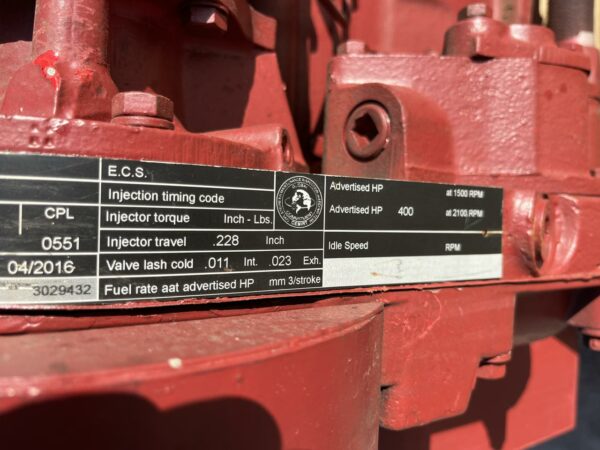 E.C.S.
Injection timing code
CPL
Injector torque Inch - Lbs.
0551
Injector travel .228 Inch
04/2016
Valve lash cold .011 Int. .023 Exh.
3029432
Fuel rate aat advertised HP mm 3/stroke
Advertised HP at 1500 RPM
Advertised HP 400 at 2100 RPM
Idle Speed RPM